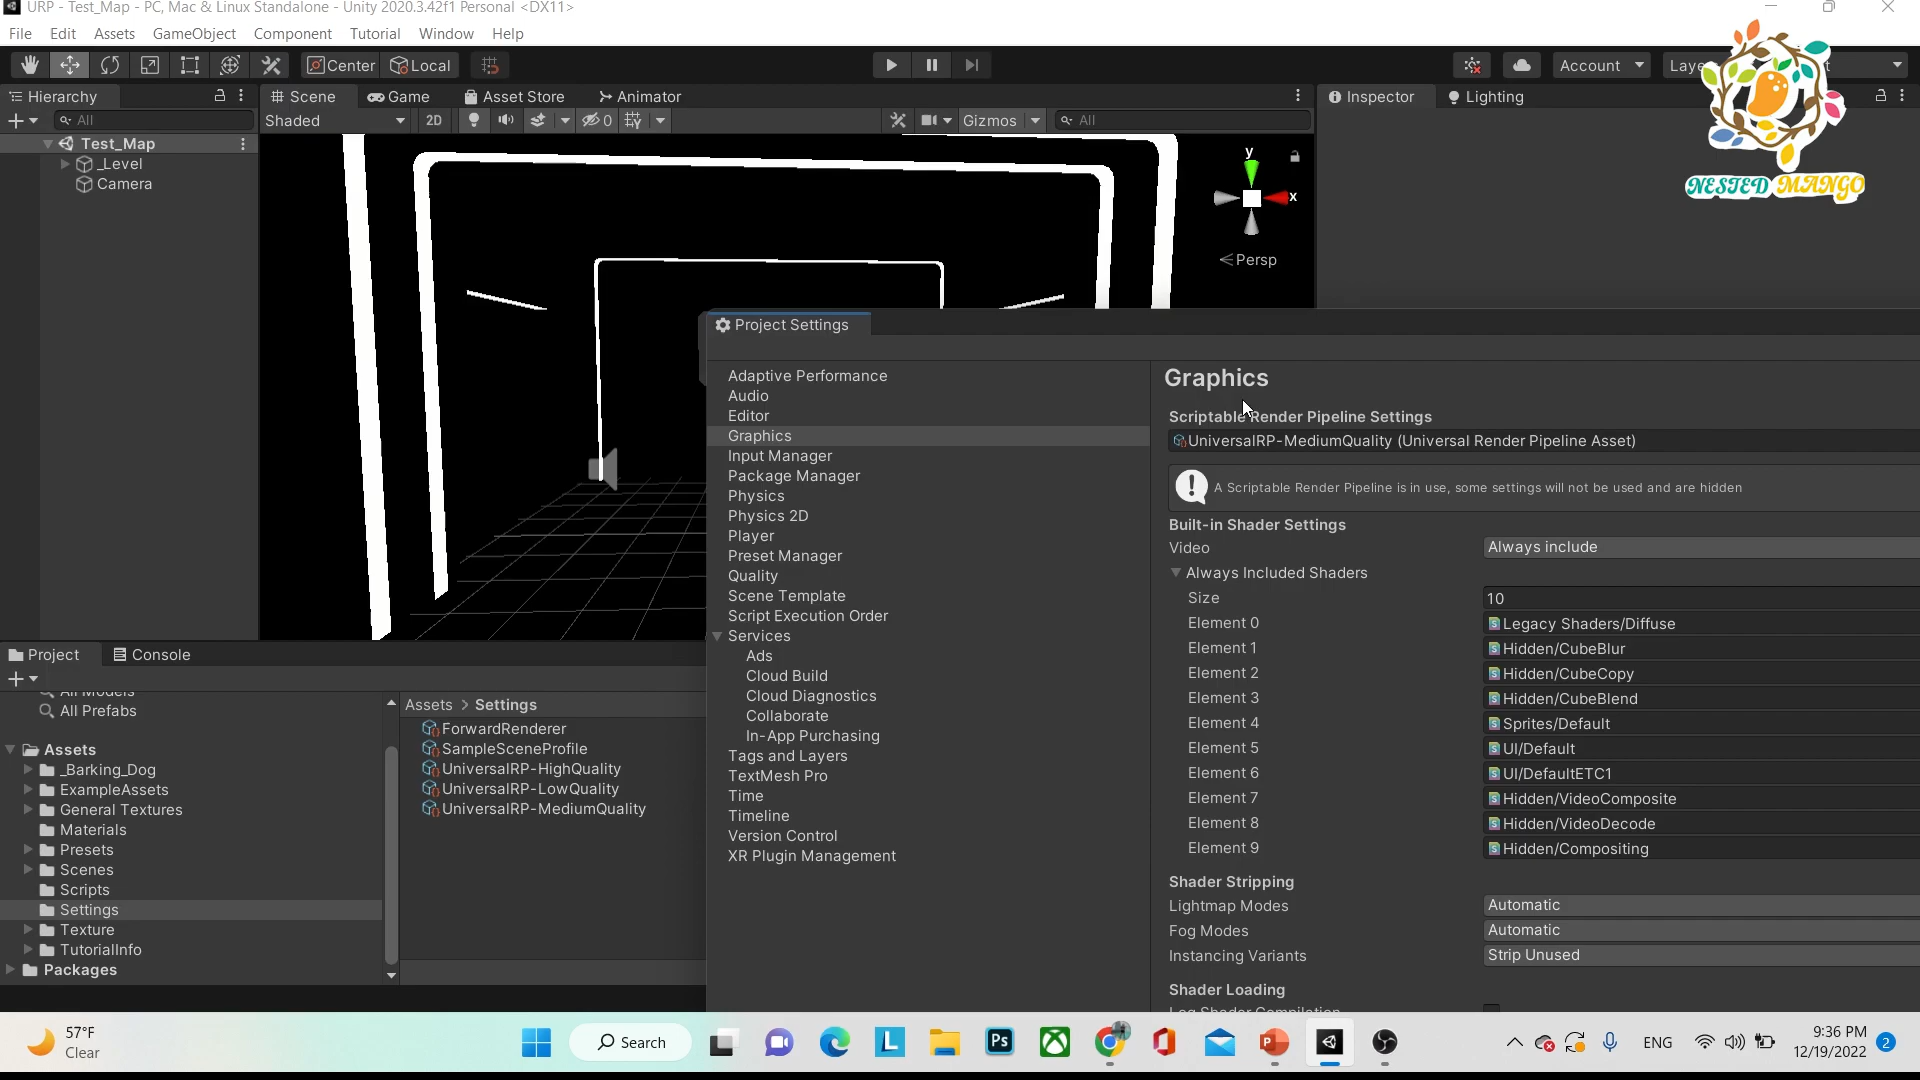 URP - Test_Map - PC, Mac & Linux Standalone - Unity 2020.3.42f1 Personal <DX11>
File Edit Assets GameObject Component Tutorial Window Help
Center Local Account
Hierarchy Scene Game Asset Store Animator Inspector Lighting
All Shaded 2D 0 Gizmos All
Test_Map
_Level
Camera
y
x
Persp
NESTED MANGO
Project Settings
Adaptive Performance
Audio
Editor
Graphics
Input Manager
Package Manager
Physics
Physics 2D
Player
Preset Manager
Quality
Scene Template
Script Execution Order
Services
Ads
Cloud Build
Cloud Diagnostics
Collaborate
In-App Purchasing
Tags and Layers
TextMesh Pro
Time
Timeline
Version Control
XR Plugin Management
Graphics
Scriptable Render Pipeline Settings
UniversalRP-MediumQuality (Universal Render Pipeline Asset)
A Scriptable Render Pipeline is in use, some settings will not be used and are hidden
Built-in Shader Settings
Video Always include
Always Included Shaders
Size 10
Element 0 Legacy Shaders/Diffuse
Element 1 Hidden/CubeBlur
Element 2 Hidden/CubeCopy
Element 3 Hidden/CubeBlend
Element 4 Sprites/Default
Element 5 UI/Default
Element 6 UI/DefaultETC1
Element 7 Hidden/VideoComposite
Element 8 Hidden/VideoDecode
Element 9 Hidden/Compositing
Shader Stripping
Lightmap Modes Automatic
Fog Modes Automatic
Instancing Variants Strip Unused
Shader Loading
Project Console
All Models
All Prefabs
Assets
_Barking_Dog
ExampleAssets
General Textures
Materials
Presets
Scenes
Scripts
Settings
Texture
TutorialInfo
Packages
Assets > Settings
ForwardRenderer
SampleSceneProfile
UniversalRP-HighQuality
UniversalRP-LowQuality
UniversalRP-MediumQuality
57°F
Clear
Search
L
Ps
P
ENG
9:36 PM
12/19/2022
2